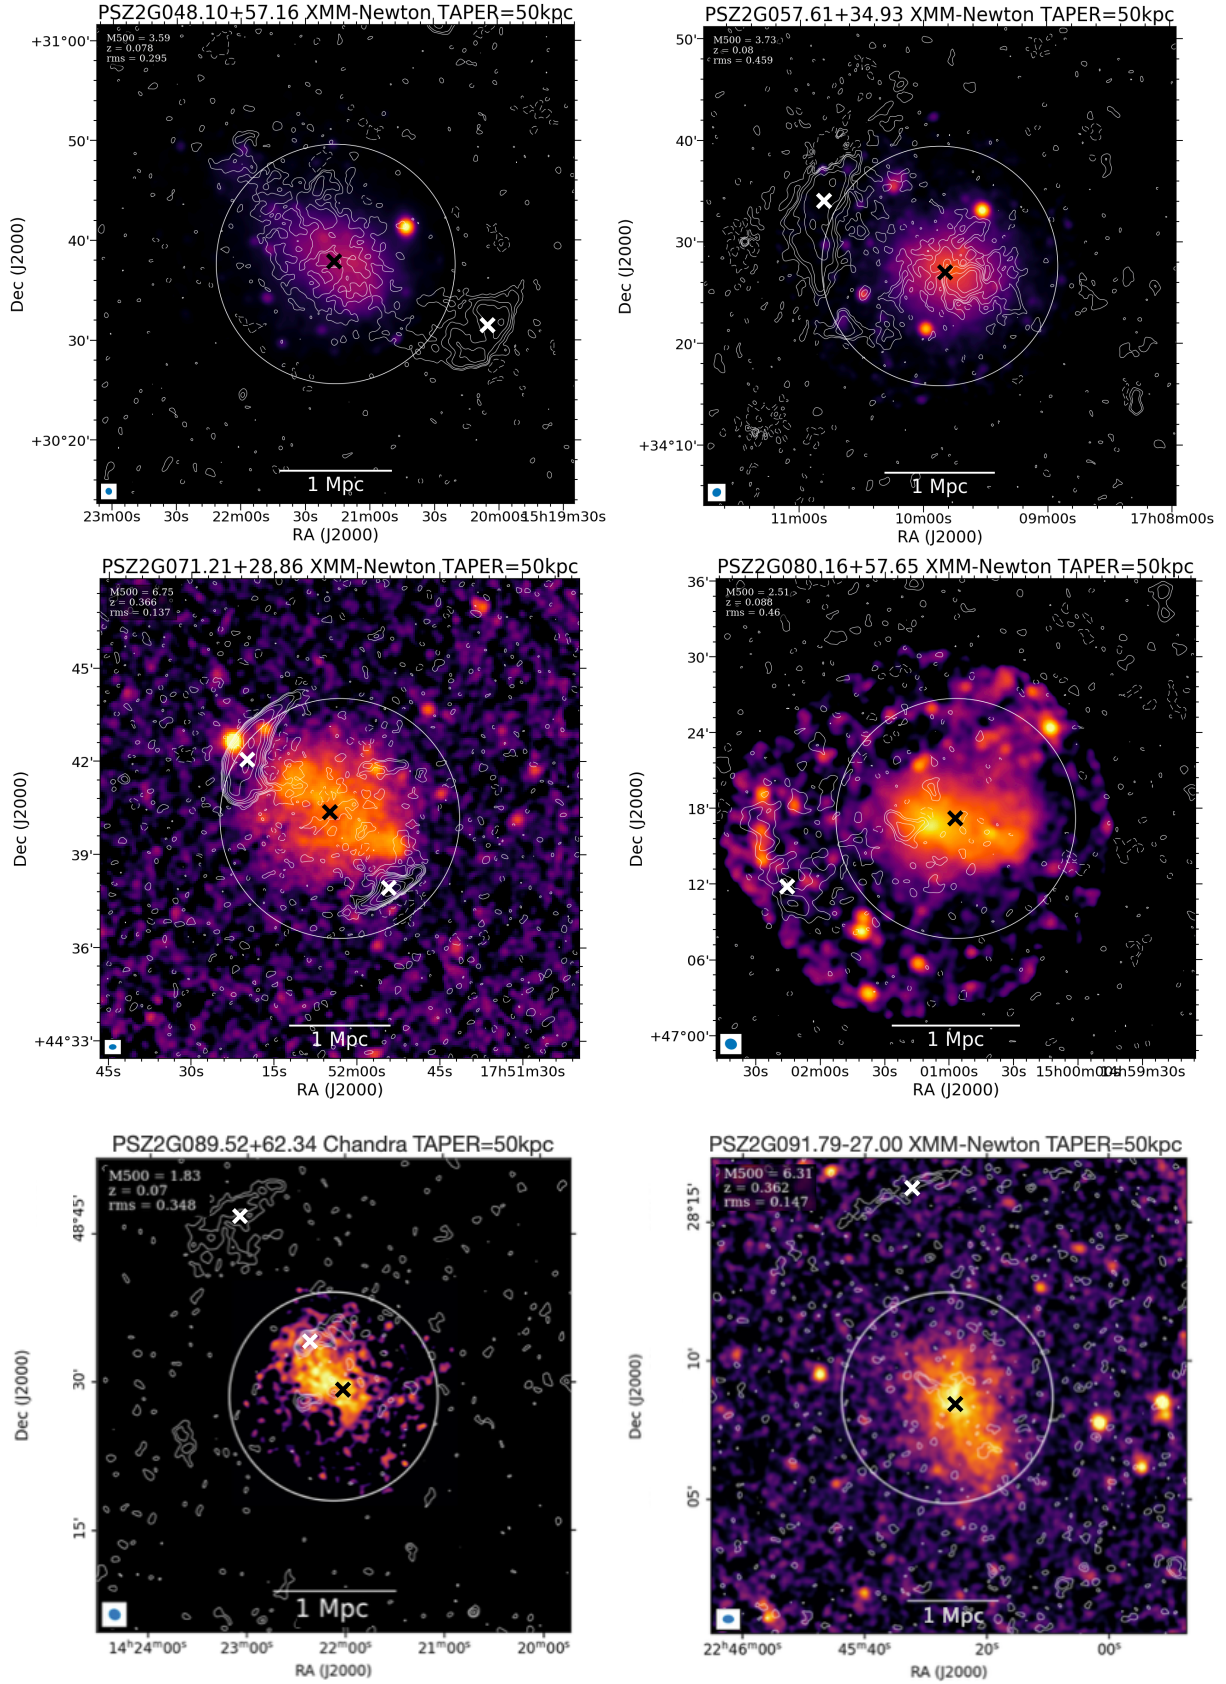 PSZ2G048.10+57.16 XMM-Newton TAPER=50kpc
M500 = 3.59
z = 0.078
rms = 0.295
+31°00'
50'
40'
30'
+30°20'
Dec (J2000)
1 Mpc
23m00s 30s 22m00s 30s 21m00s 30s 20m00s 15h19m30s
RA (J2000)
PSZ2G057.61+34.93 XMM-Newton TAPER=50kpc
M500 = 3.73
z = 0.08
rms = 0.459
50'
40'
30'
20'
+34°10'
Dec (J2000)
1 Mpc
11m00s 10m00s 09m00s 17h08m00s
RA (J2000)
PSZ2G071.21+28.86 XMM-Newton TAPER=50kpc
M500 = 6.75
z = 0.366
rms = 0.137
45'
42'
39'
36'
+44°33'
Dec (J2000)
1 Mpc
45s 30s 15s 52m00s 45s 17h51m30s
RA (J2000)
PSZ2G080.16+57.65 XMM-Newton TAPER=50kpc
M500 = 2.51
z = 0.088
rms = 0.46
36'
30'
24'
18'
12'
06'
+47°00'
Dec (J2000)
1 Mpc
30s 02m00s 30s 01m00s 30s 15h00m00s 14h59m30s
RA (J2000)
PSZ2G089.52+62.34 Chandra TAPER=50kpc
M500 = 1.83
z = 0.07
rms = 0.348
48°45'
30'
15'
Dec (J2000)
1 Mpc
14h24m00s 23m00s 22m00s 21m00s 20m00s
RA (J2000)
PSZ2G091.79-27.00 XMM-Newton TAPER=50kpc
M500 = 6.31
z = 0.362
rms = 0.147
28°15'
10'
05'
Dec (J2000)
1 Mpc
22h46m00s 45m40s 20s 00s
RA (J2000)